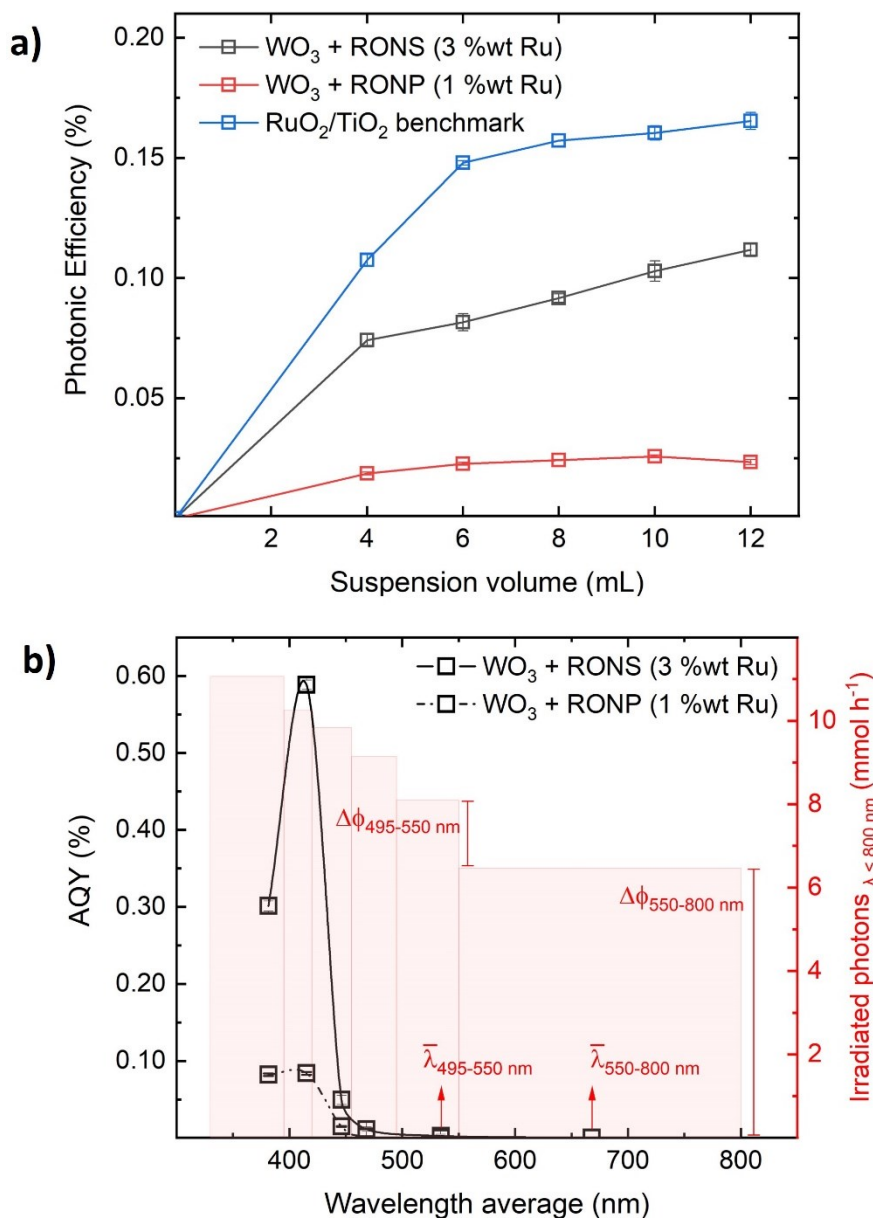 a)
0.20
0.15
0.10
0.05
Photonic Efficiency (%)
WO₃ + RONS (3 %wt Ru)
WO₃ + RONP (1 %wt Ru)
RuO₂/TiO₂ benchmark
2 4 6 8 10 12
Suspension volume (mL)
b)
0.60
0.50
0.40
0.30
0.20
0.10
AQY (%)
WO₃ + RONS (3 %wt Ru)
WO₃ + RONP (1 %wt Ru)
Δϕ495-550 nm
Δϕ550-800 nm
λ̅495-550 nm
λ̅550-800 nm
10
8
6
4
2
Irradiated photons λ < 800 nm (mmol h⁻¹)
400 500 600 700 800
Wavelength average (nm)